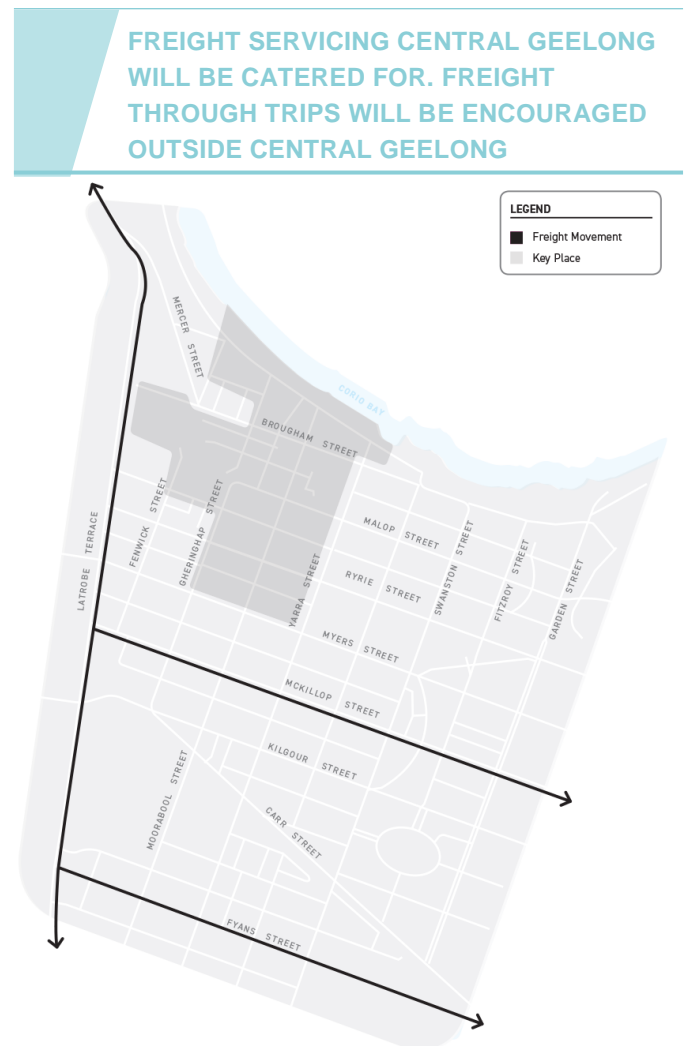 FREIGHT SERVICING CENTRAL GEELONG
WILL BE CATERED FOR. FREIGHT
THROUGH TRIPS WILL BE ENCOURAGED
OUTSIDE CENTRAL GEELONG
LEGEND
Freight Movement
Key Place
MERCER STREET
CORIO BAY
BROUGHAM STREET
MALOP STREET
FENWICK STREET
GHERINGHAP STREET
LATROBE TERRACE
YARRA STREET
RYRIE STREET
SWANSTON STREET
FITZROY STREET
GARDEN STREET
MYERS STREET
MCKILLOP STREET
KILGOUR STREET
MOORABOOL STREET
CARR STREET
FYANS STREET